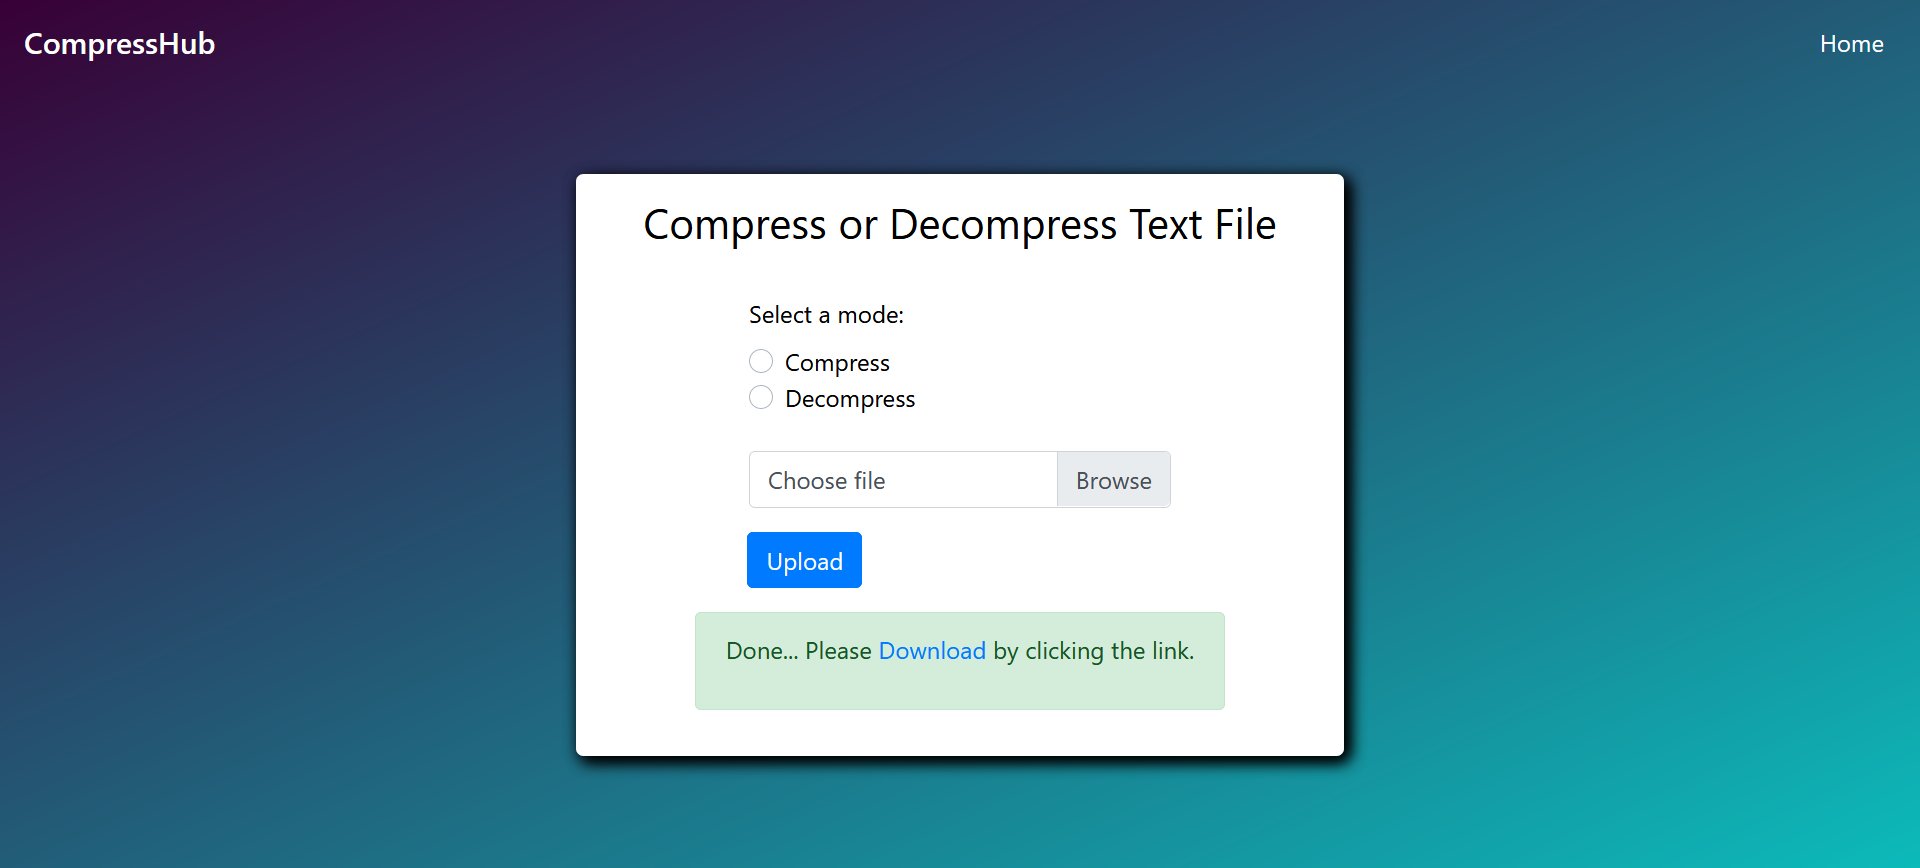 CompressHub
Home
Compress or Decompress Text File
Select a mode:
Compress
Decompress
Choose file
Browse
Upload
Done... Please Download by clicking the link.